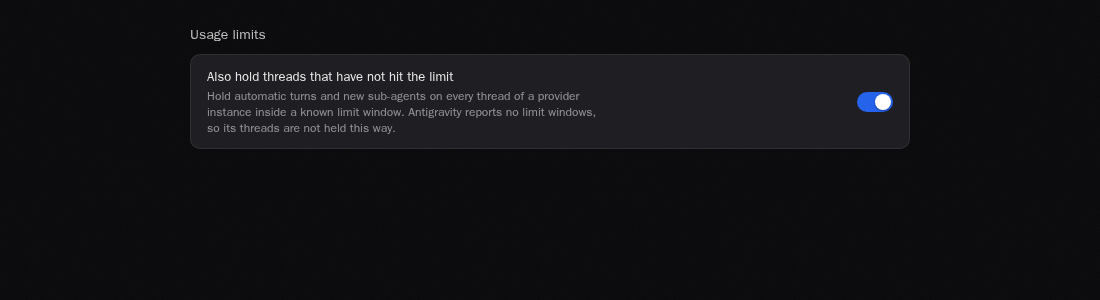 Usage limits
Also hold threads that have not hit the limit
Hold automatic turns and new sub-agents on every thread of a provider
instance inside a known limit window. Antigravity reports no limit windows,
so its threads are not held this way.